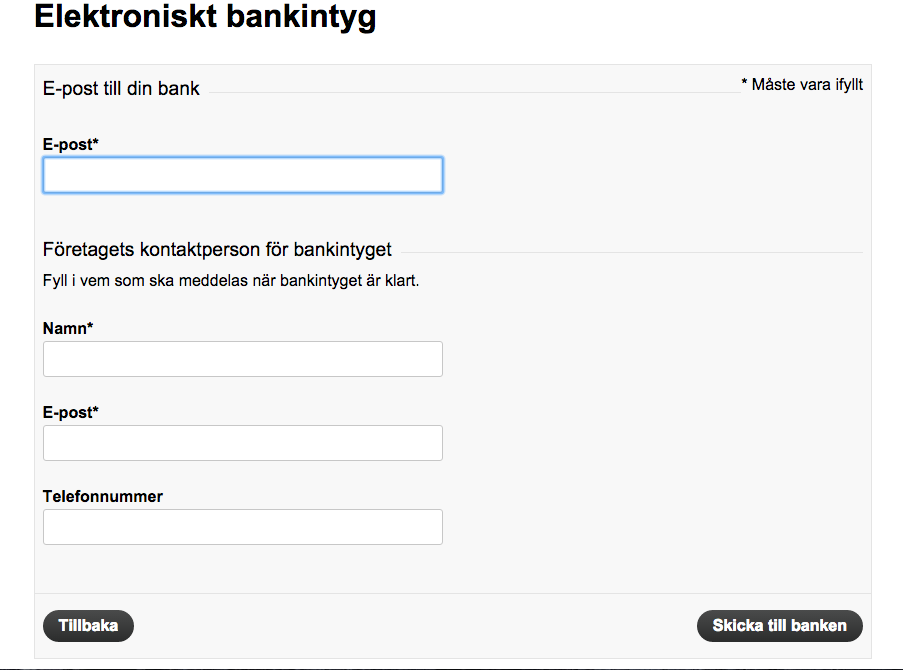 Elektroniskt bankintyg
E-post till din bank
* Måste vara ifyllt
E-post*
Företagets kontaktperson för bankintyget
Fyll i vem som ska meddelas när bankintyget är klart.
Namn*
E-post*
Telefonnummer
Tillbaka
Skicka till banken